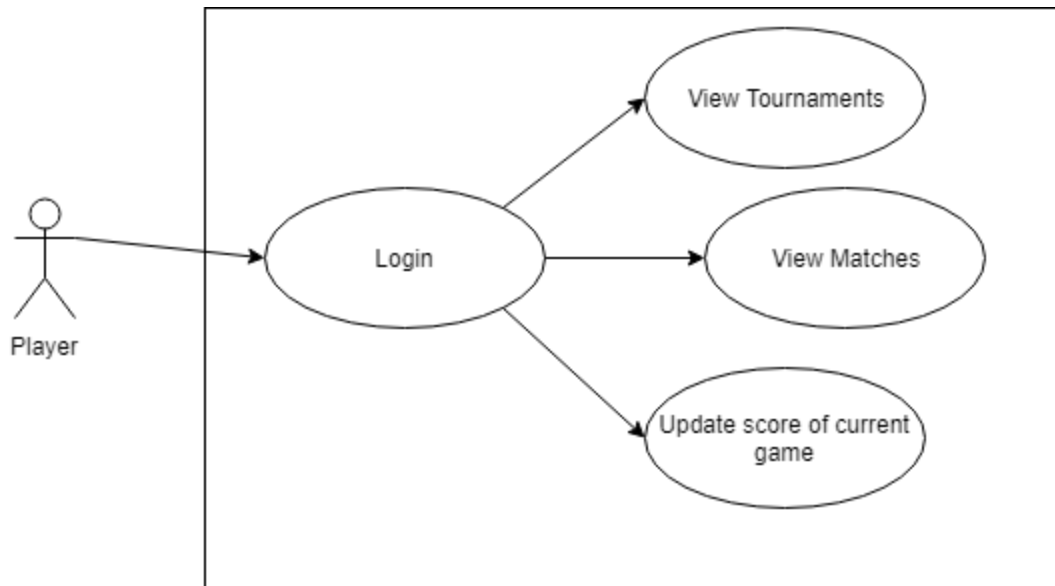 View Tournaments
Login
View Matches
Player
Update score of current
game